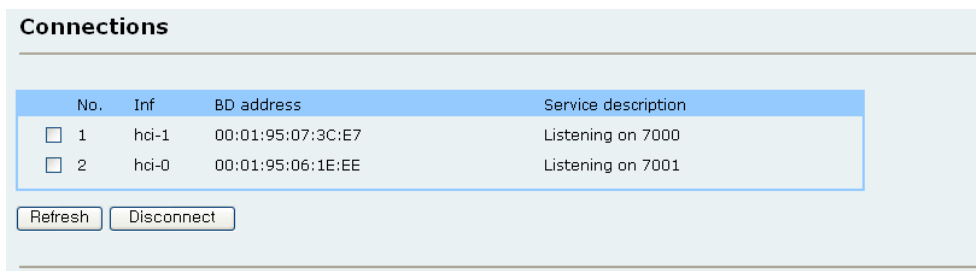 Connections
No. Inf BD address Service description
1 hci-1 00:01:95:07:3C:E7 Listening on 7000
2 hci-0 00:01:95:06:1E:EE Listening on 7001
Refresh Disconnect